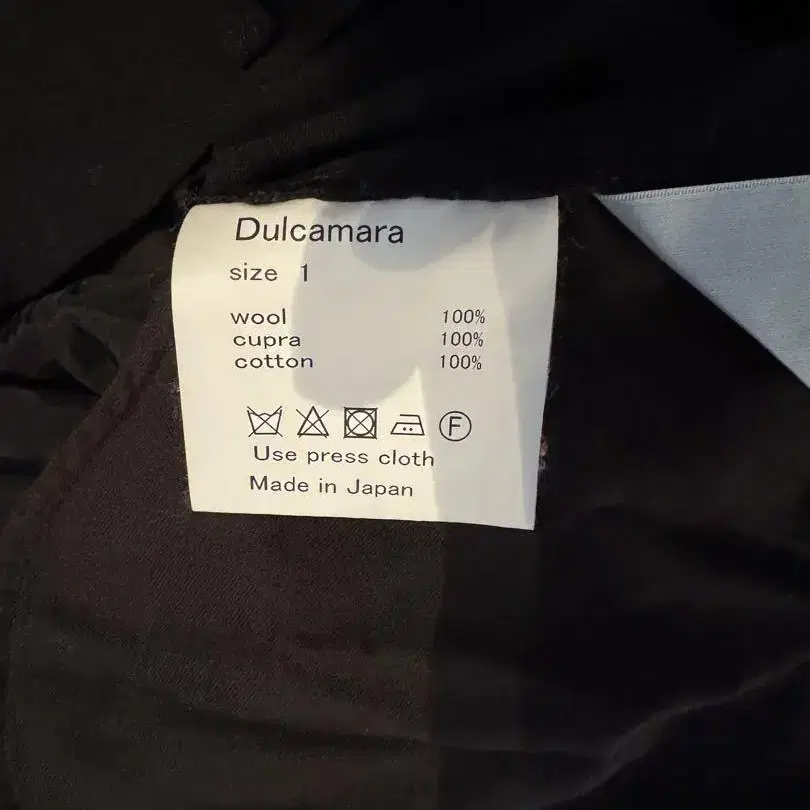 Dulcamara
size 1
wool 100%
cupra 100%
cotton 100%
F
Use press cloth
Made in Japan